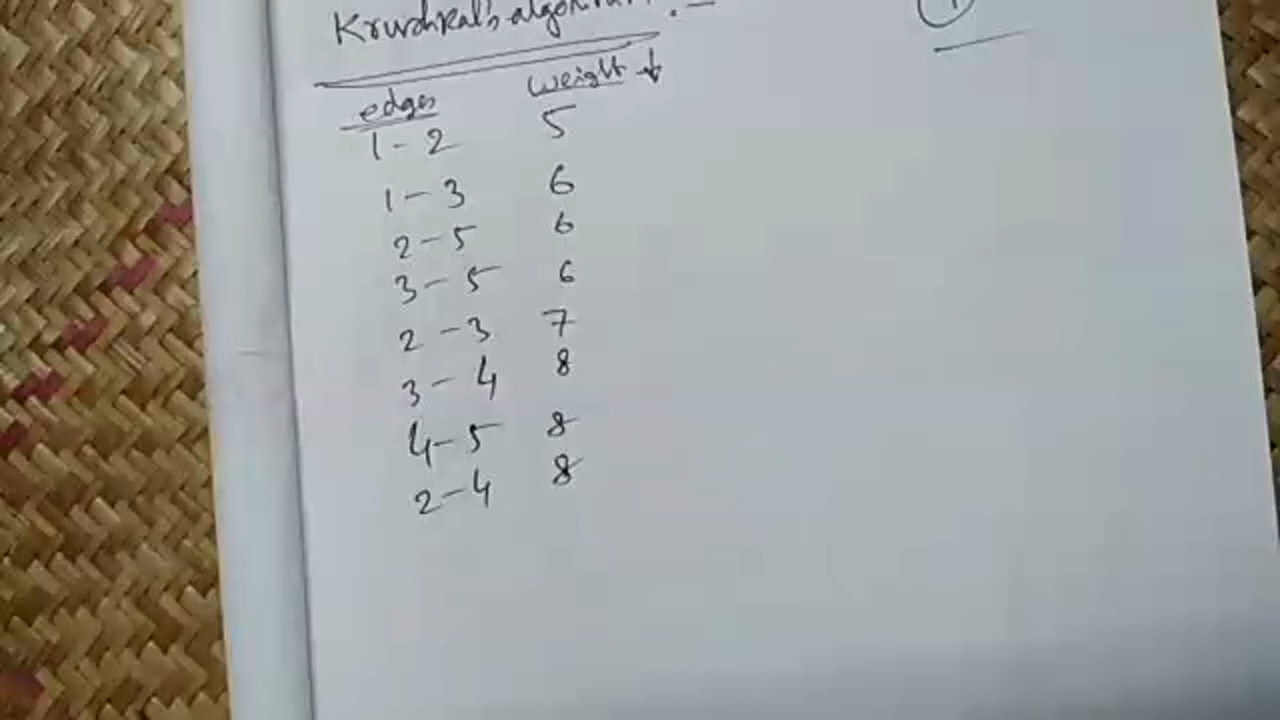 Krushkal's
edges weight ↓
1 - 2 5
1 - 3 6
2 - 5 6
3 - 5 6
2 - 3 7
3 - 4 8
4 - 5 8
2 - 4 8